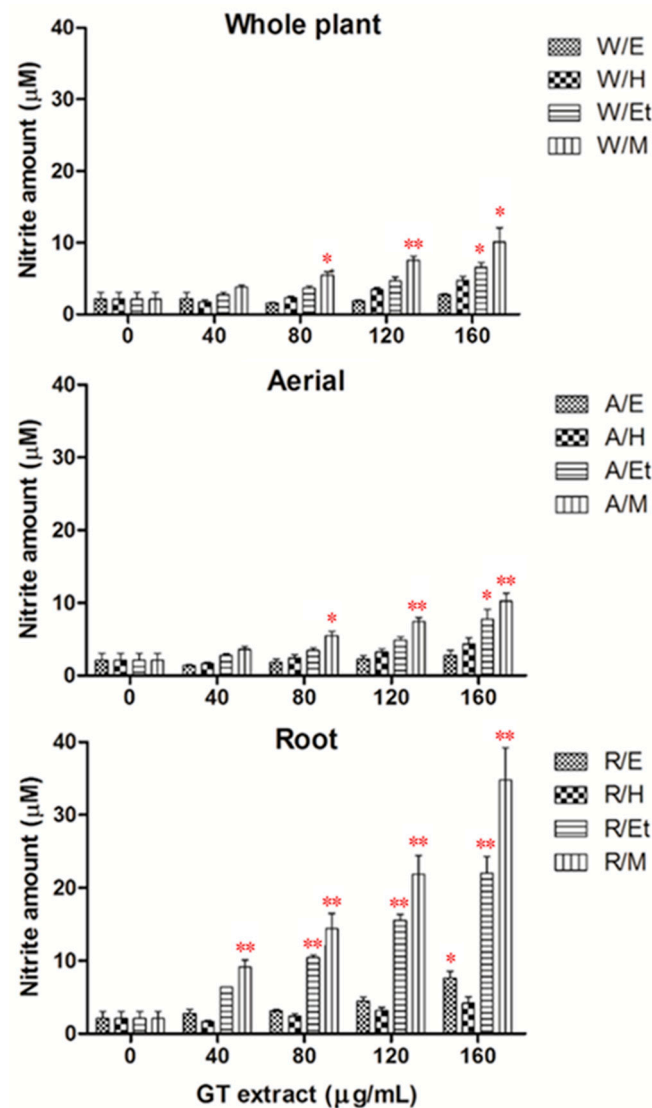 Whole plant
Nitrite amount (μM)
40
30
20
10
0
*
**
*
*
0 40 80 120 160
W/E
W/H
W/Et
W/M
Aerial
Nitrite amount (μM)
40
30
20
10
0
*
**
*
**
0 40 80 120 160
A/E
A/H
A/Et
A/M
Root
Nitrite amount (μM)
40
30
20
10
0
**
**
**
**
**
*
**
**
0 40 80 120 160
GT extract (μg/mL)
R/E
R/H
R/Et
R/M